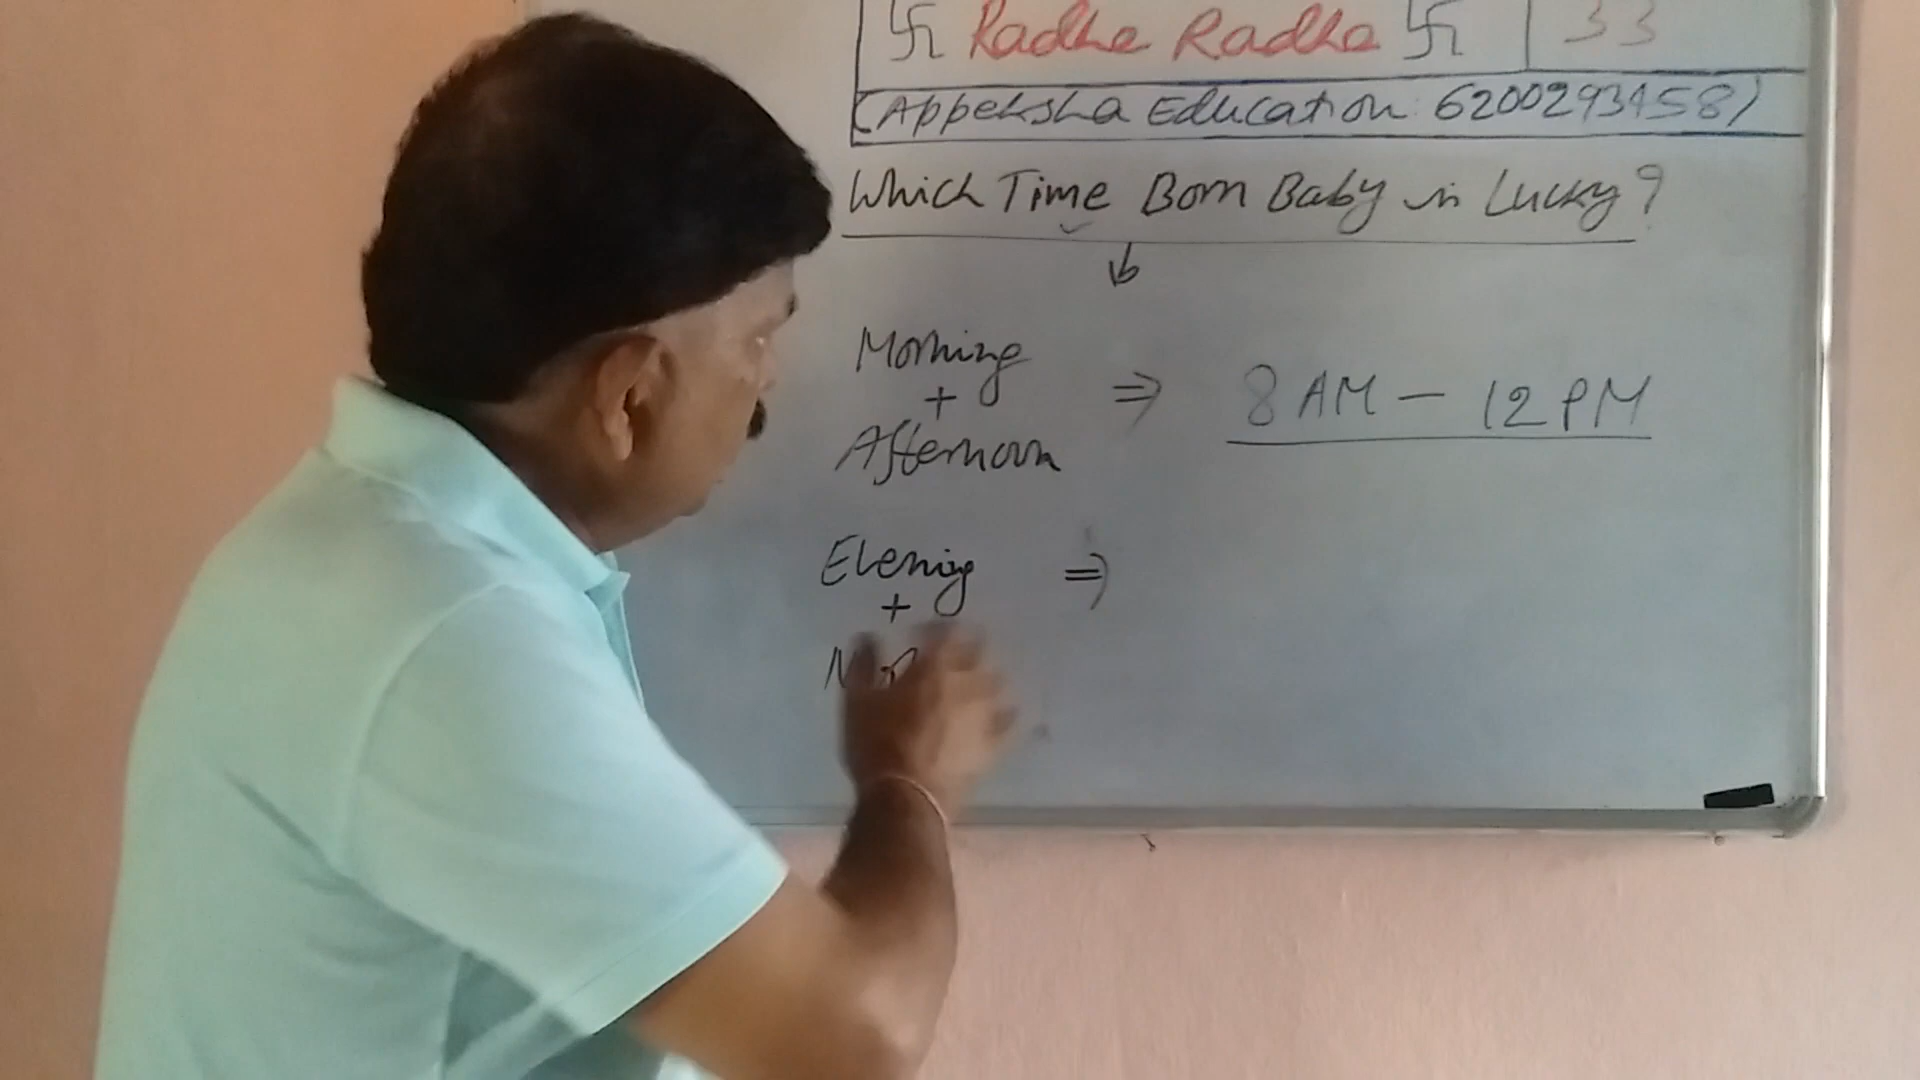 卐 Radhe Radhe 卐 33
(Appeksha Education: 6200293458)
Which Time Born Baby is Lucky?
Morning
+
Afternoon
⇒ 8 AM - 12 PM
Evening
+
⇒